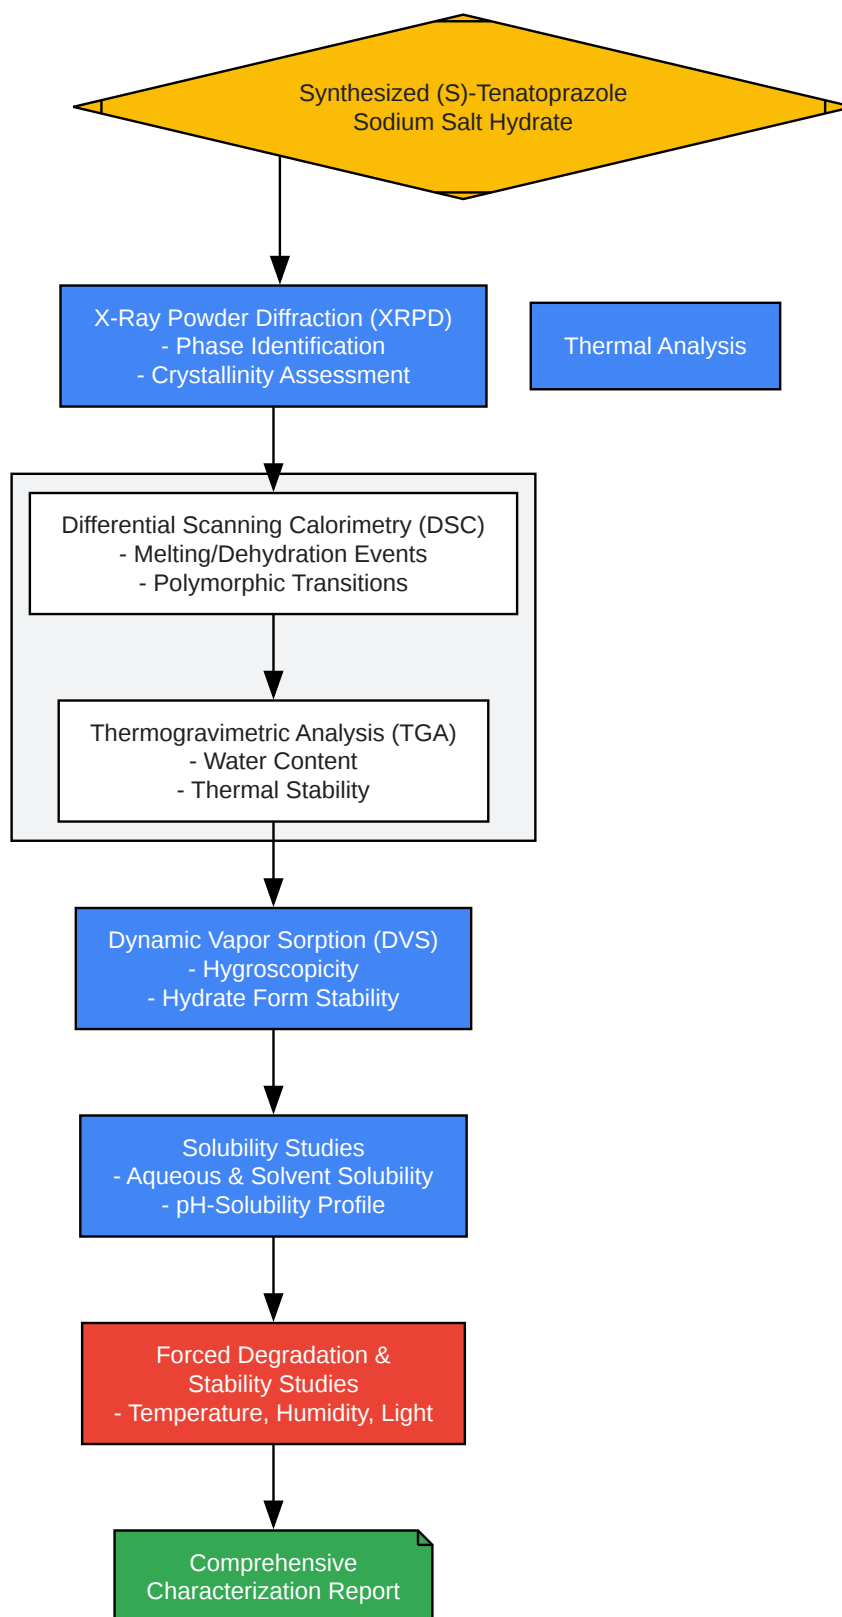 Synthesized (S)-Tenatoprazole
Sodium Salt Hydrate
X-Ray Powder Diffraction (XRPD)
- Phase Identification
- Crystallinity Assessment
Thermal Analysis
Differential Scanning Calorimetry (DSC)
- Melting/Dehydration Events
- Polymorphic Transitions
Thermogravimetric Analysis (TGA)
- Water Content
- Thermal Stability
Dynamic Vapor Sorption (DVS)
- Hygroscopicity
- Hydrate Form Stability
Solubility Studies
- Aqueous & Solvent Solubility
- pH-Solubility Profile
Forced Degradation &
Stability Studies
- Temperature, Humidity, Light
Comprehensive
Characterization Report